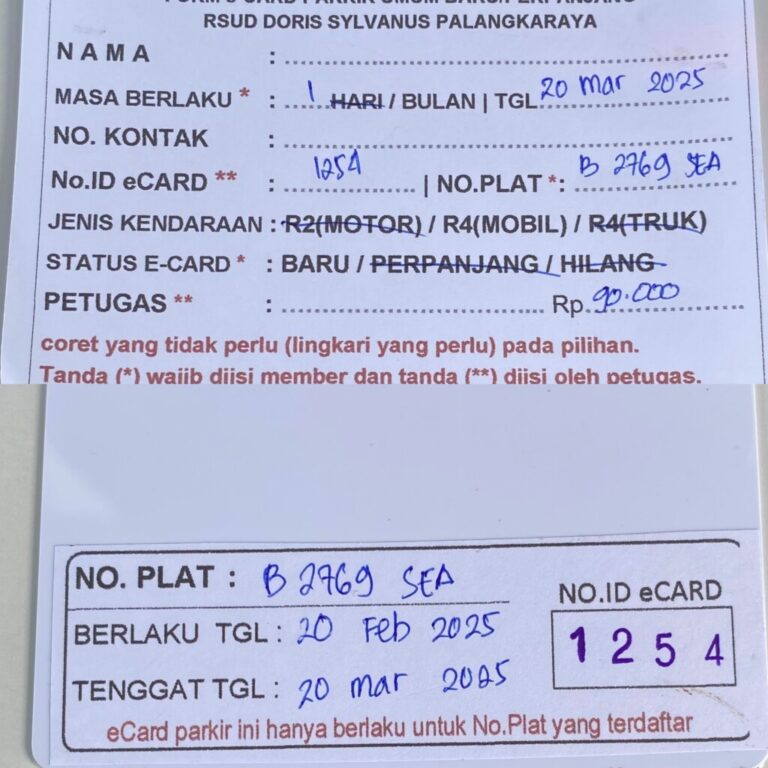 RSUD DORIS SYLVANUS PALANGKARAYA
NAMA :
MASA BERLAKU * : 1 HARI / BULAN | TGL 20 Mar 2025
NO. KONTAK :
No.ID eCARD ** : 1254 | NO.PLAT *: B 2769 SEA
JENIS KENDARAAN : R2(MOTOR) / R4(MOBIL) / R4(TRUK)
STATUS E-CARD * : BARU / PERPANJANG / HILANG
PETUGAS ** : Rp. 90.000
coret yang tidak perlu (lingkari yang perlu) pada pilihan.
Tanda (*) wajib diisi member dan tanda (**) diisi oleh petugas.
NO. PLAT : B 2769 SEA
BERLAKU TGL : 20 Feb 2025
TENGGAT TGL : 20 mar 2025
NO.ID eCARD
1254
eCard parkir ini hanya berlaku untuk No.Plat yang terdaftar